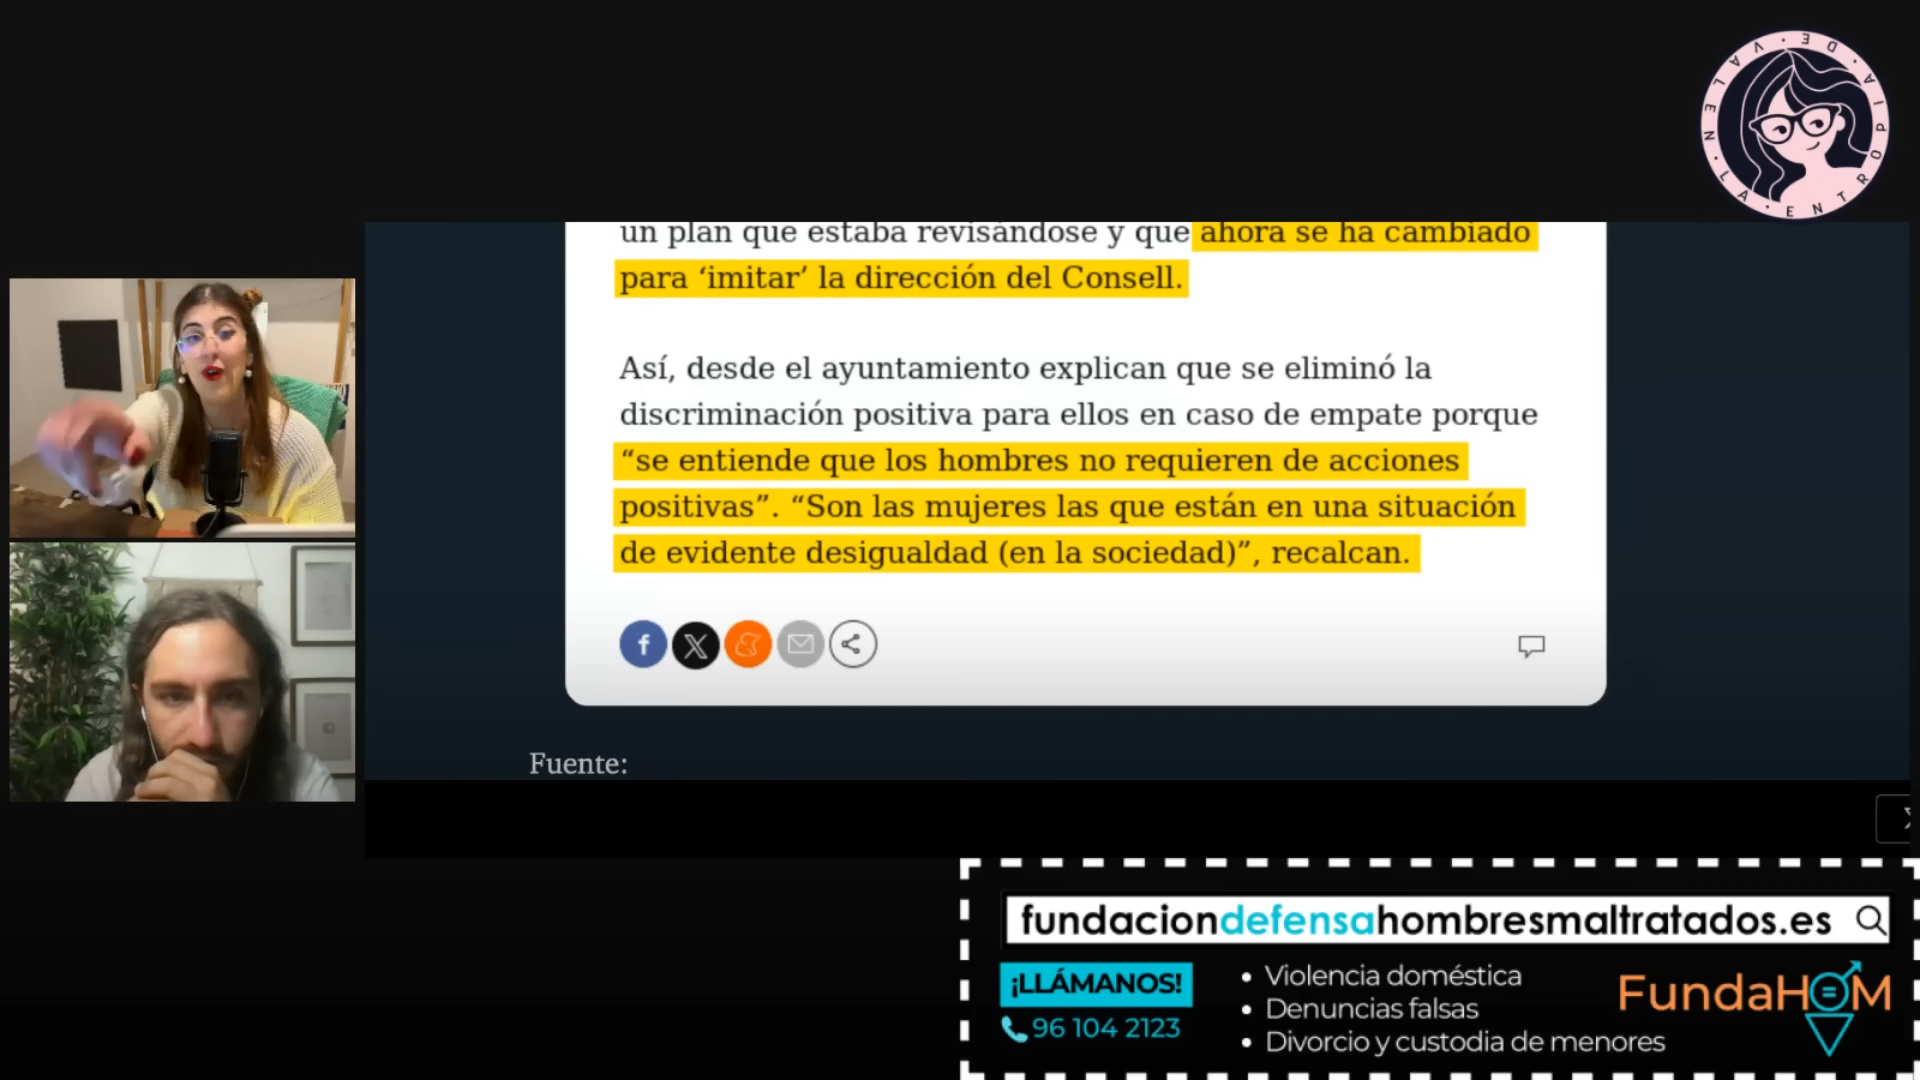 LA · ENTROPIA · DE · VALEN ·
un plan que estaba revisándose y que ahora se ha cambiado
para ‘imitar’ la dirección del Consell.
Así, desde el ayuntamiento explican que se eliminó la
discriminación positiva para ellos en caso de empate porque
“se entiende que los hombres no requieren de acciones
positivas”. “Son las mujeres las que están en una situación
de evidente desigualdad (en la sociedad)”, recalcan.
Fuente:
fundaciondefensahombresmaltratados.es
¡LLÁMANOS!
96 104 2123
• Violencia doméstica
• Denuncias falsas
• Divorcio y custodia de menores
FundaHOM